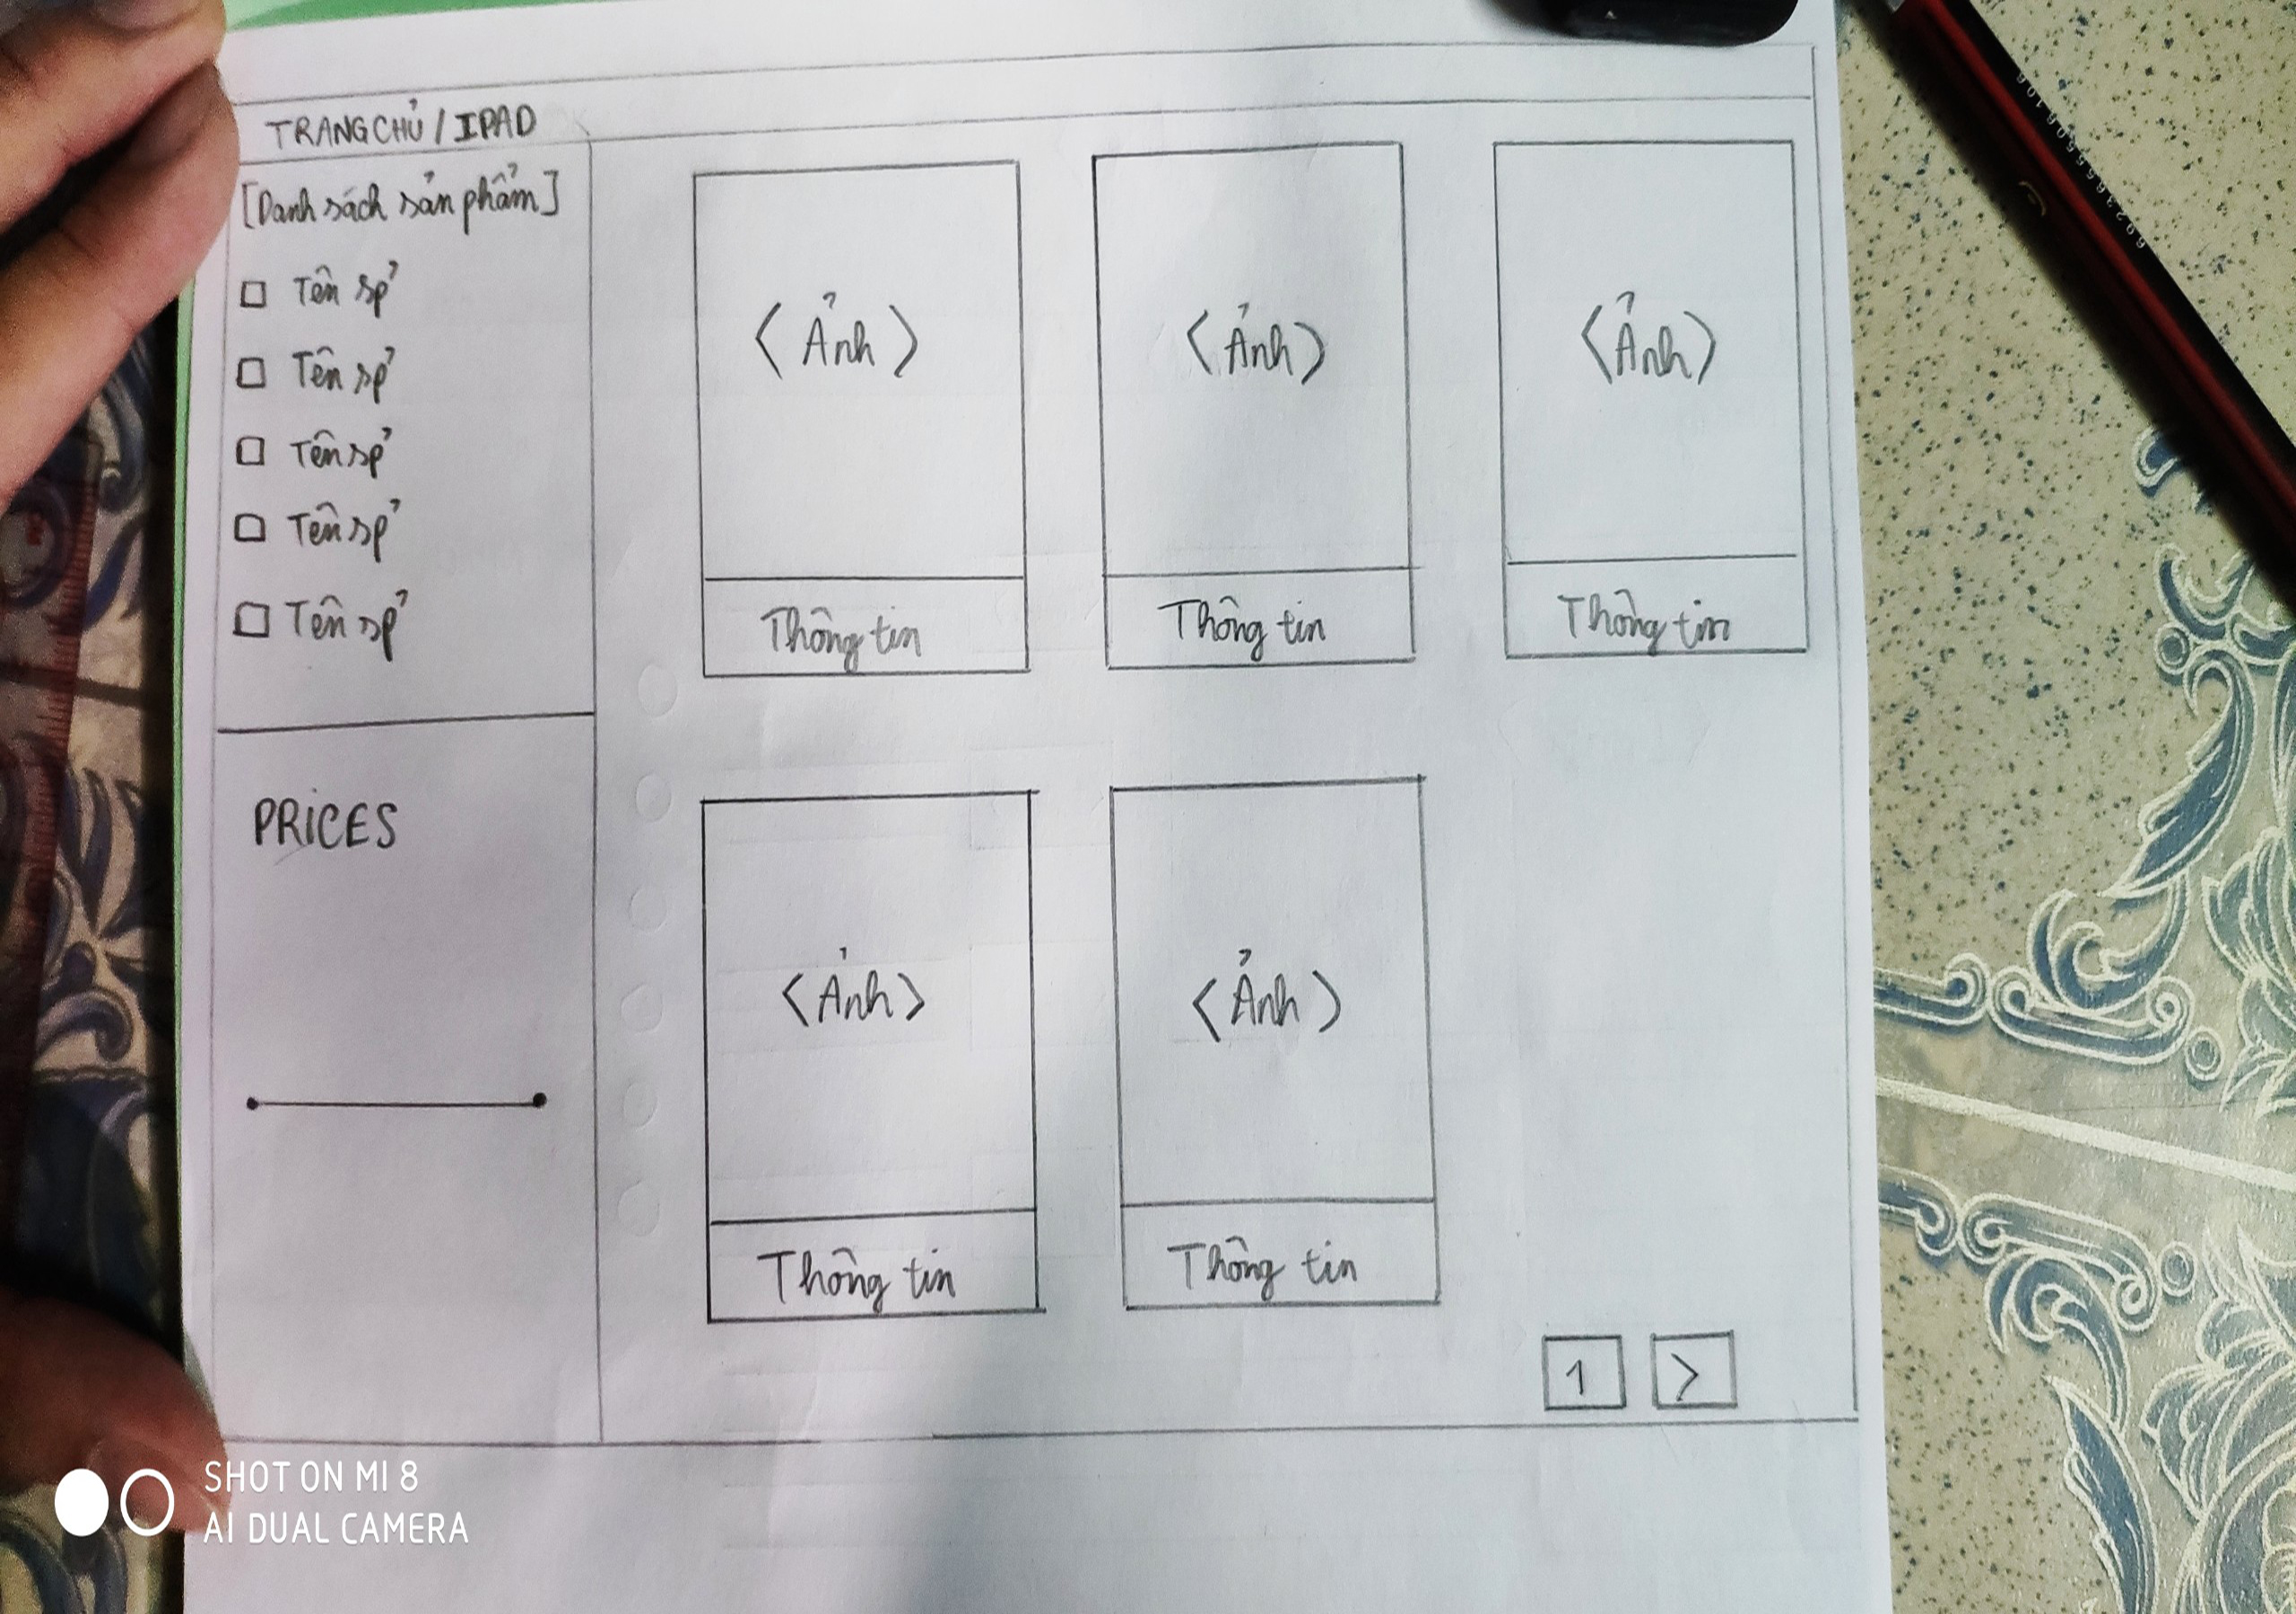 TRANG CHỦ / IPAD
[Danh sách sản phẩm]
Tên sp'
Tên sp'
Tên sp'
Tên sp'
Tên sp'
PRICES
<Ảnh>
<Ảnh>
<Ảnh>
Thông tin
Thông tin
Thông tin
<Ảnh>
<Ảnh>
Thông tin
Thông tin
1 >
SHOT ON MI 8
AI DUAL CAMERA